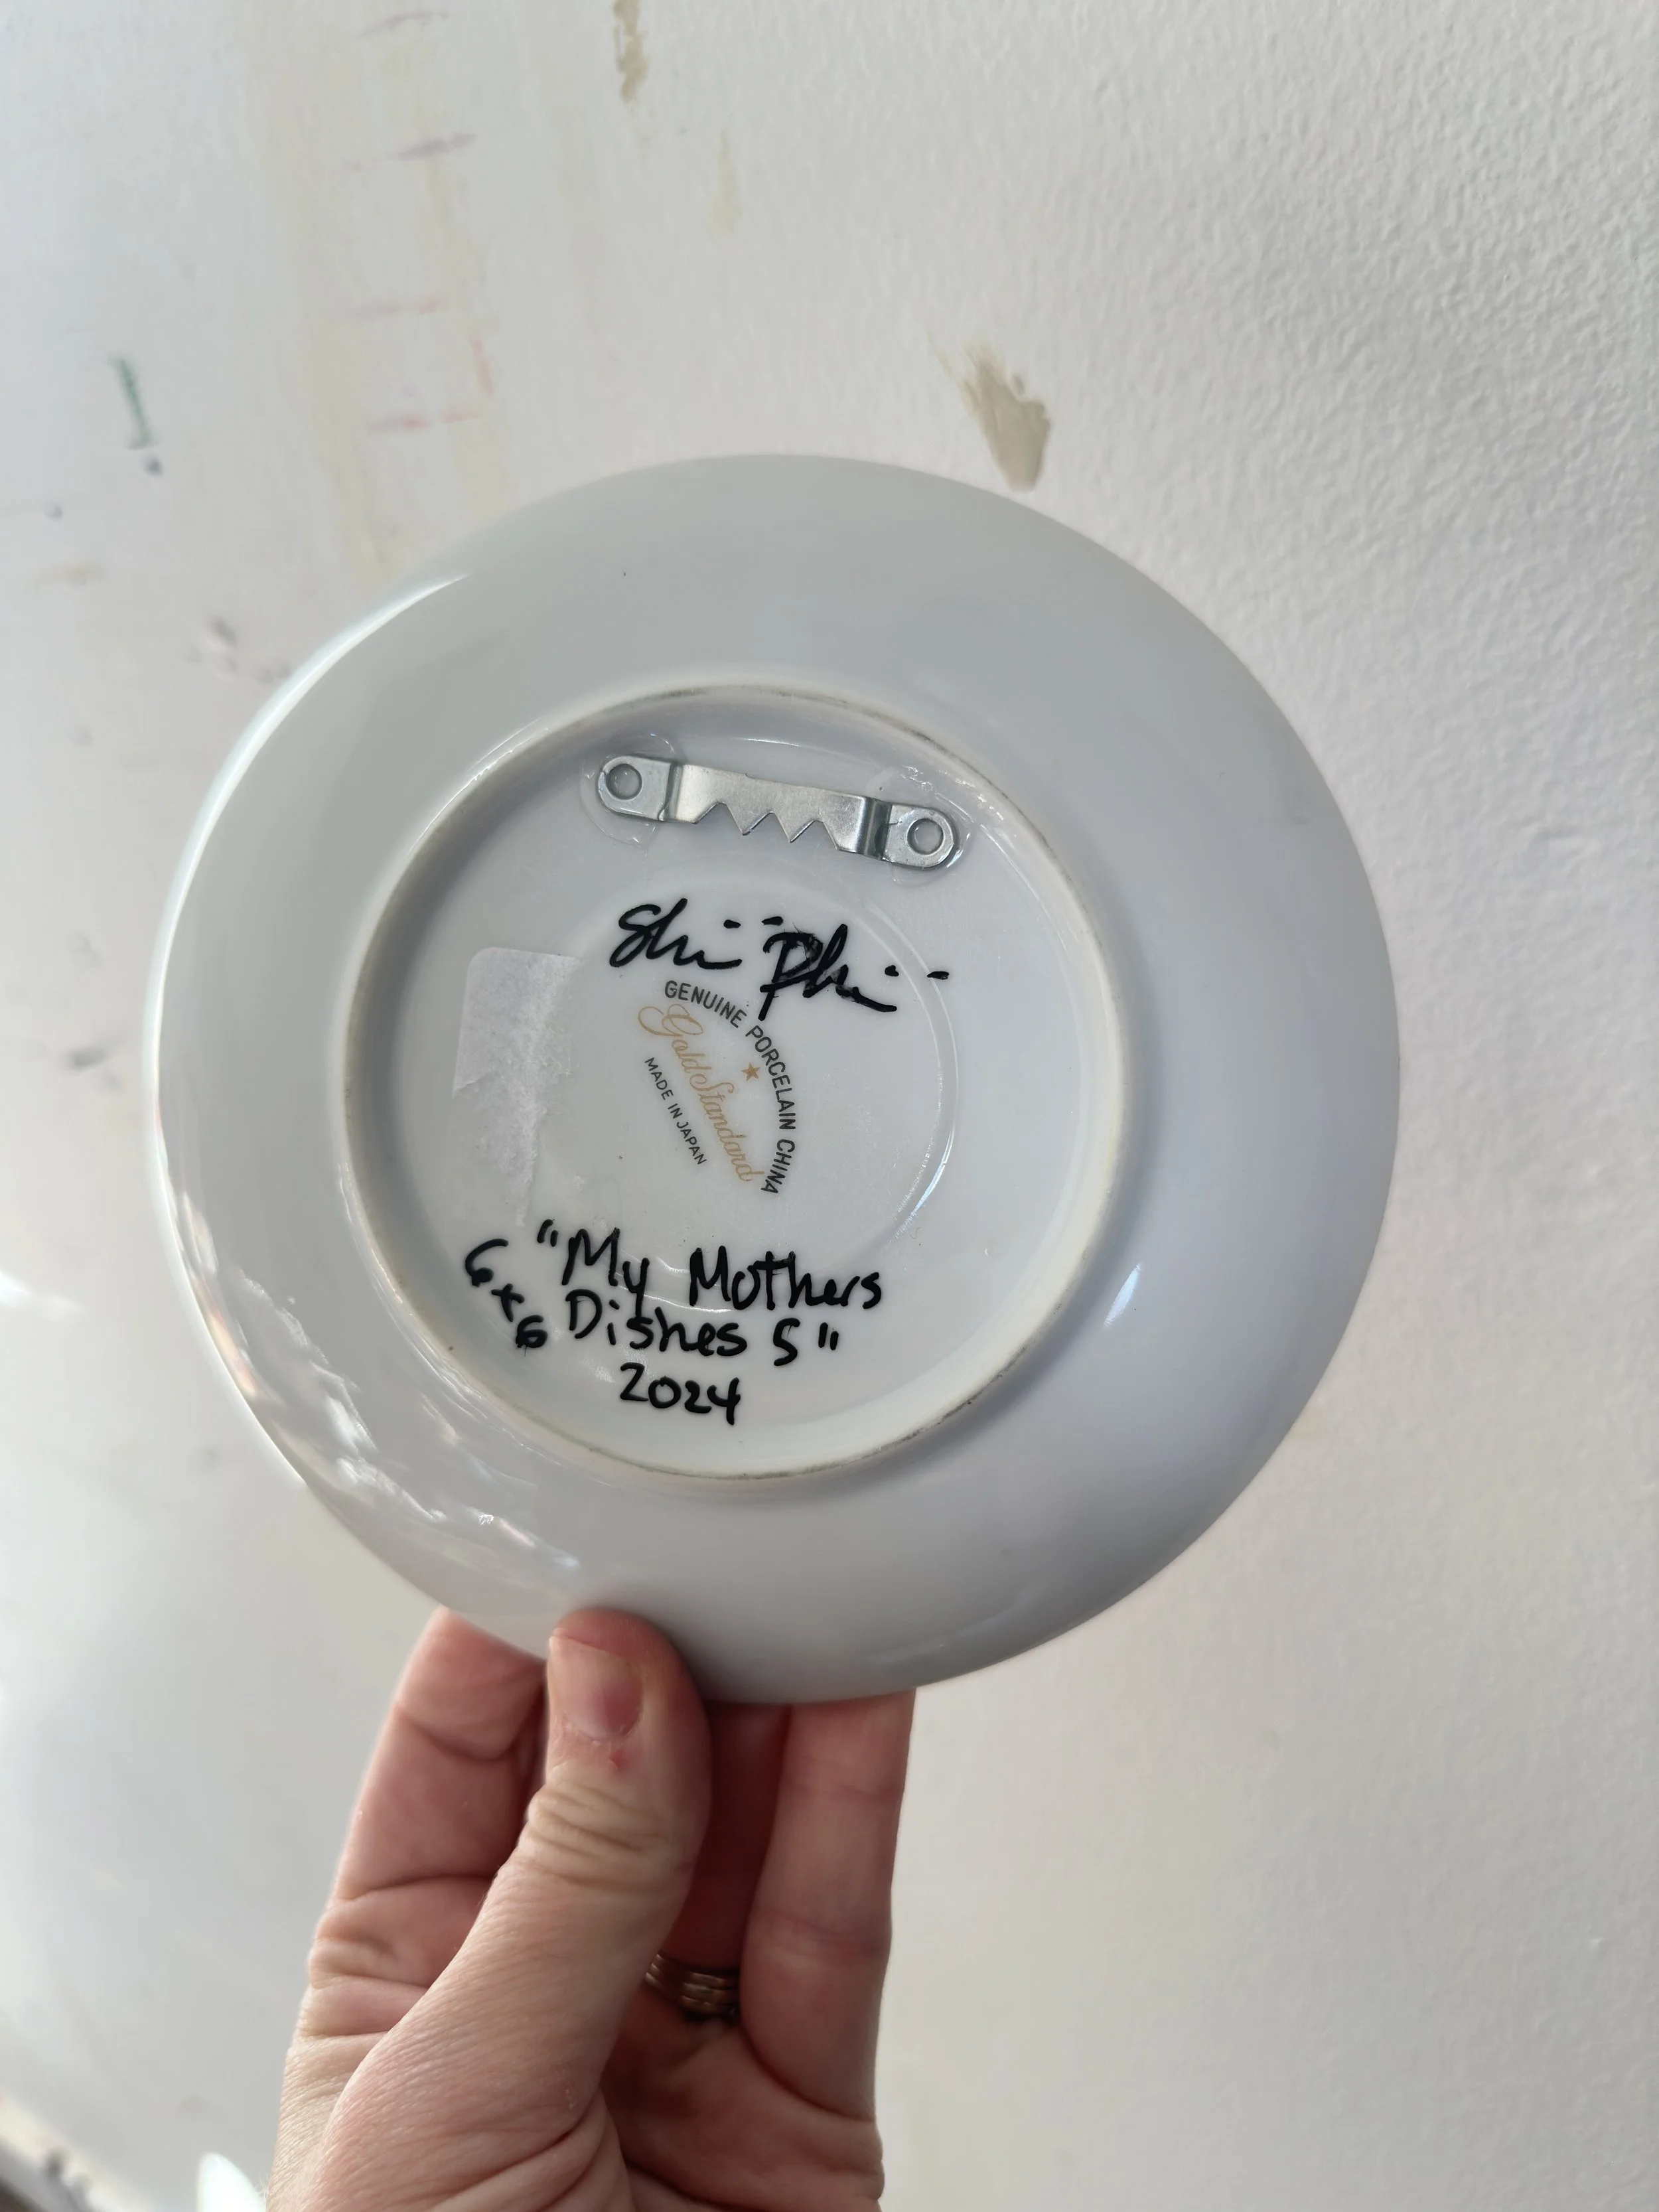 GENUINE PORCELAIN CHINA
Gold Standard
MADE IN JAPAN
"My Mothers
Dishes 5"
2024
6x6